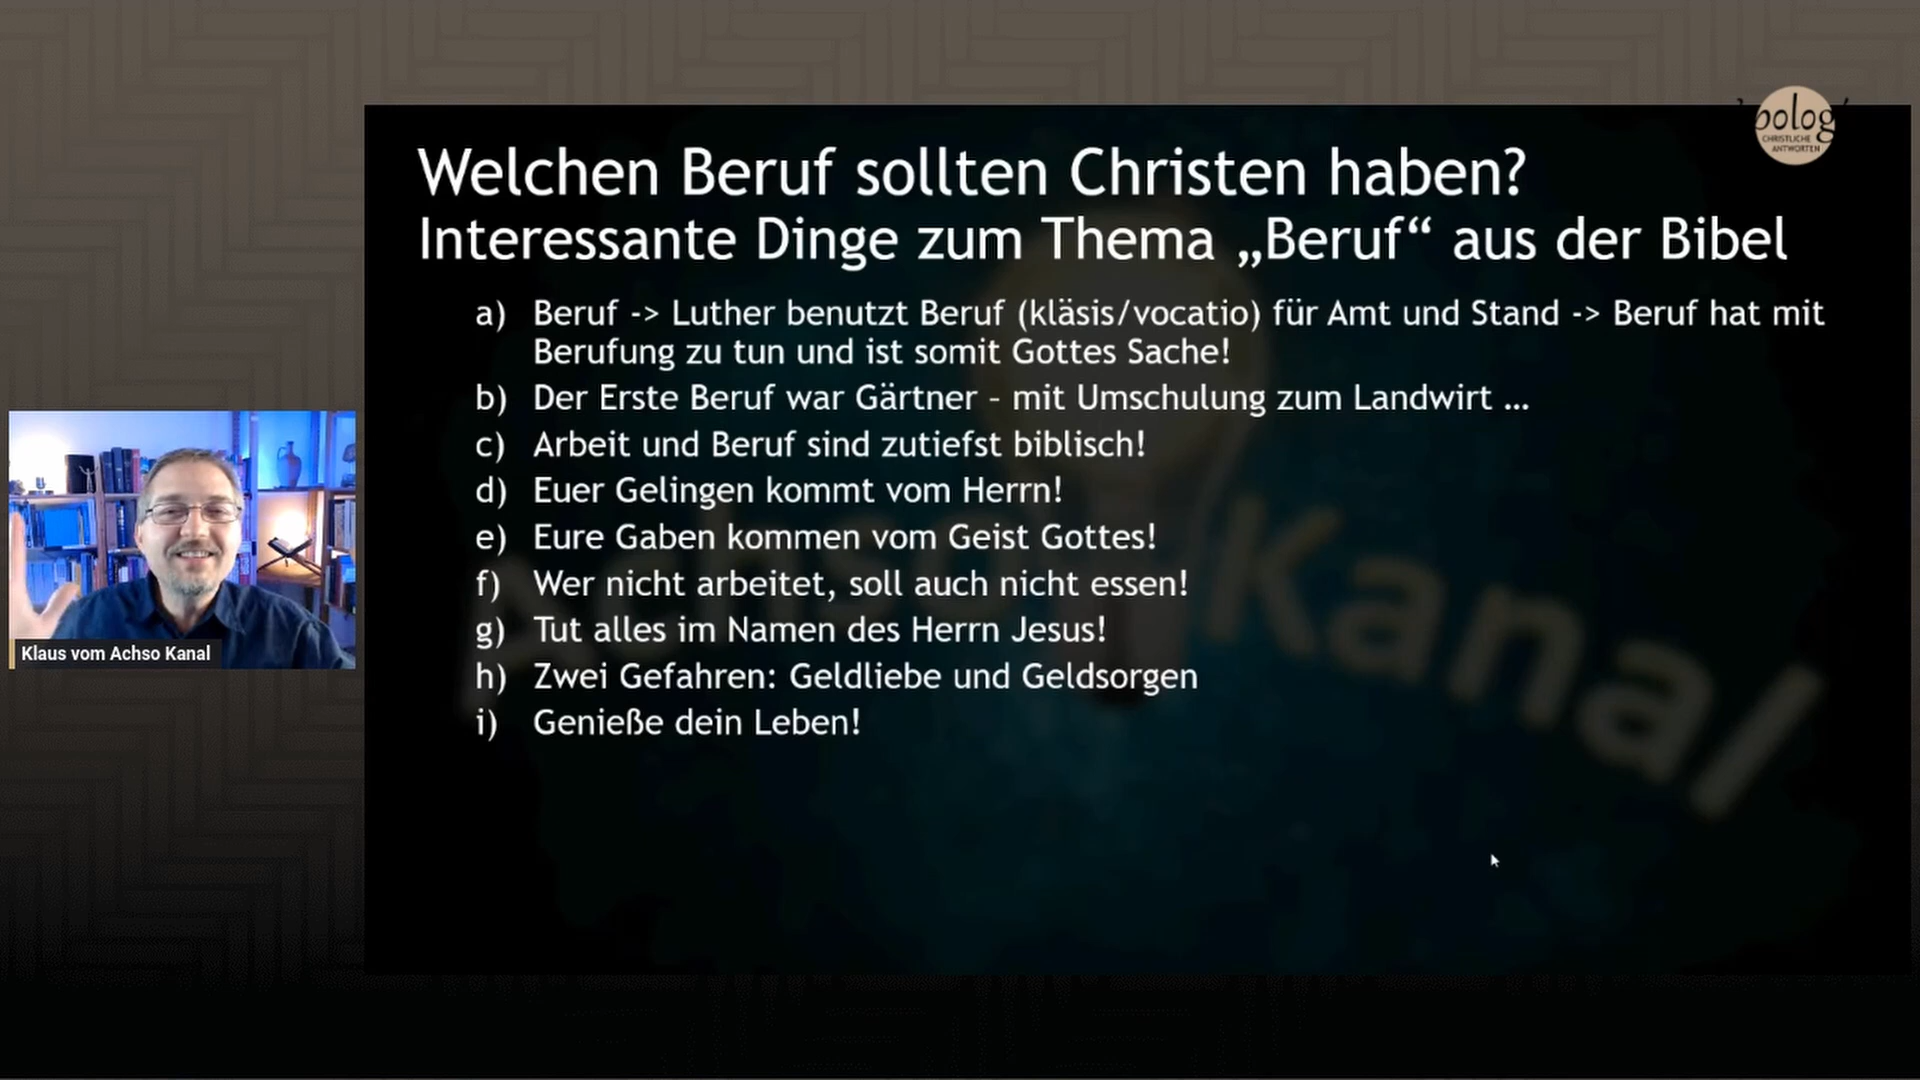 Welchen Beruf sollten Christen haben?
Interessante Dinge zum Thema „Beruf“ aus der Bibel
a) Beruf -> Luther benutzt Beruf (kläsis/vocatio) für Amt und Stand -> Beruf hat mit
Berufung zu tun und ist somit Gottes Sache!
b) Der Erste Beruf war Gärtner – mit Umschulung zum Landwirt ...
c) Arbeit und Beruf sind zutiefst biblisch!
d) Euer Gelingen kommt vom Herrn!
e) Eure Gaben kommen vom Geist Gottes!
f) Wer nicht arbeitet, soll auch nicht essen!
g) Tut alles im Namen des Herrn Jesus!
h) Zwei Gefahren: Geldliebe und Geldsorgen
i) Genieße dein Leben!
Achso Kanal
Klaus vom Achso Kanal
CHRISTLICHE
ANTWORTEN